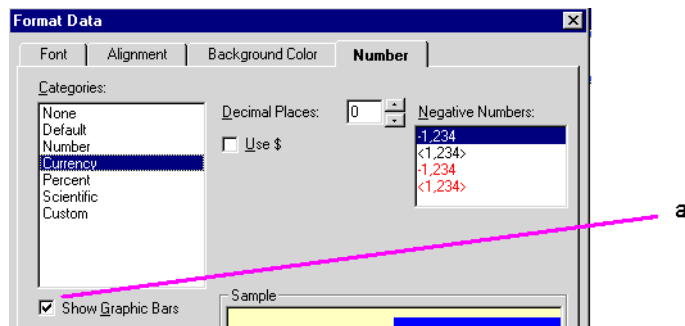 Format Data
Font Alignment Background Color Number
Categories:
None
Default
Number
Currency
Percent
Scientific
Custom
Decimal Places: 0
Use $
Negative Numbers:
-1,234
<1,234>
-1,234
<1,234>
a
Show Graphic Bars
Sample